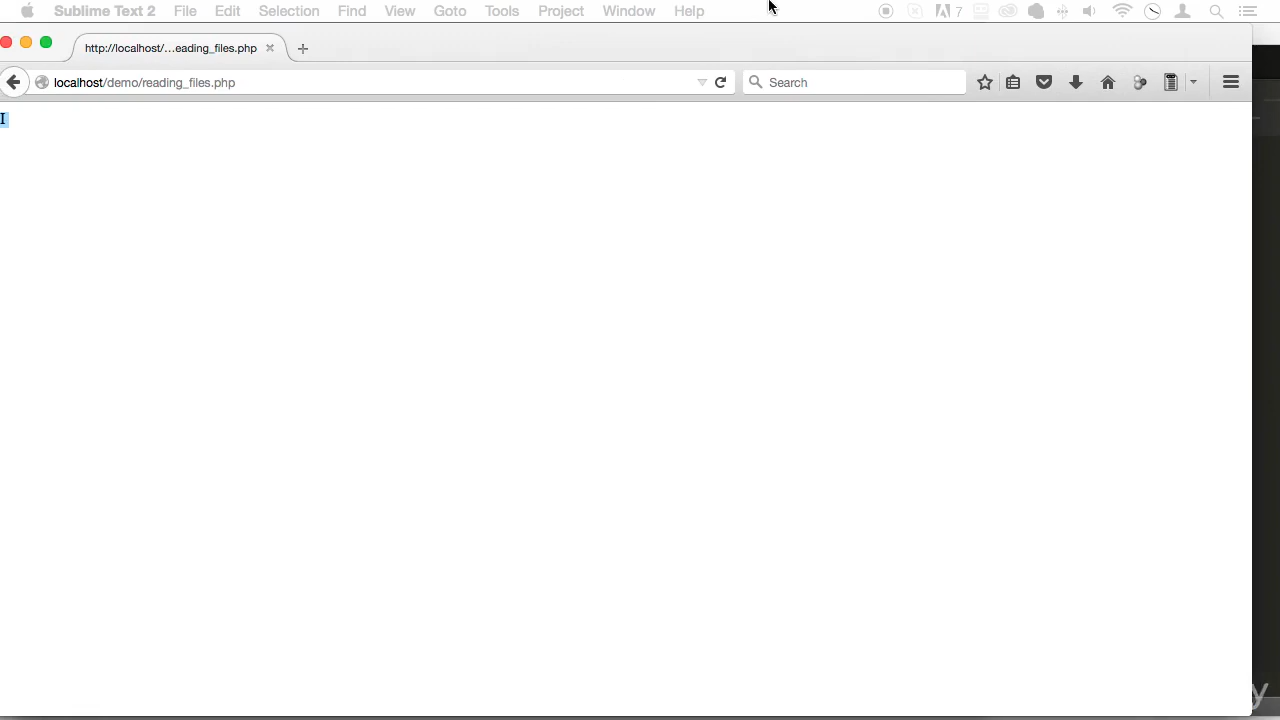 Sublime Text 2 File Edit Selection Find View Goto Tools Project Window Help 7
http://localhost/...eading_files.php
localhost/demo/reading_files.php Search
I
y